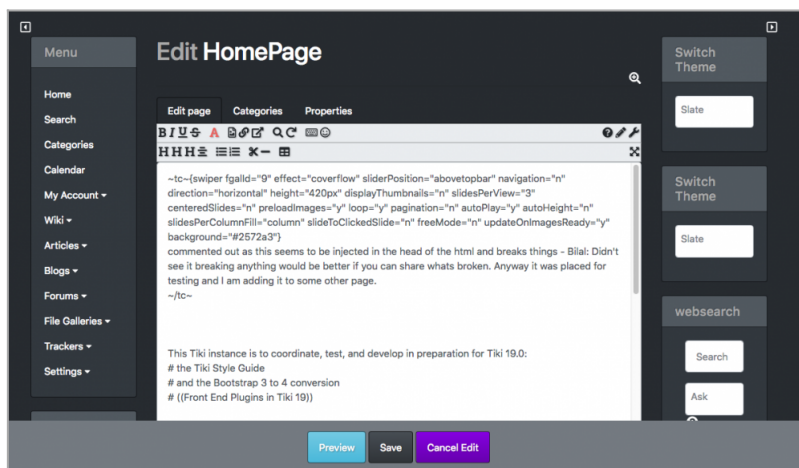 Menu
Home
Search
Categories
Calendar
My Account
Wiki
Articles
Blogs
Forums
File Galleries
Trackers
Settings
Edit HomePage
Edit page Categories Properties
B I U S A
H H H
~tc~{swiper fgalId="9" effect="coverflow" sliderPosition="abovetopbar" navigation="n"
direction="horizontal" height="420px" displayThumbnails="n" slidesPerView="3"
centeredSlides="n" preloadImages="y" loop="y" pagination="n" autoPlay="y" autoHeight="n"
slidesPerColumnFill="column" slideToClickedSlide="n" freeMode="n" updateOnImagesReady="y"
background="#2572a3"}
commented out as this seems to be injected in the head of the html and breaks things - Bilal: Didn't
see it breaking anything would be better if you can share whats broken. Anyway it was placed for
testing and I am adding it to some other page.
~/tc~
This Tiki instance is to coordinate, test, and develop in preparation for Tiki 19.0:
# the Tiki Style Guide
# and the Bootstrap 3 to 4 conversion
# ((Front End Plugins in Tiki 19))
Switch
Theme
Slate
Switch
Theme
Slate
websearch
Search
Ask
Preview Save Cancel Edit